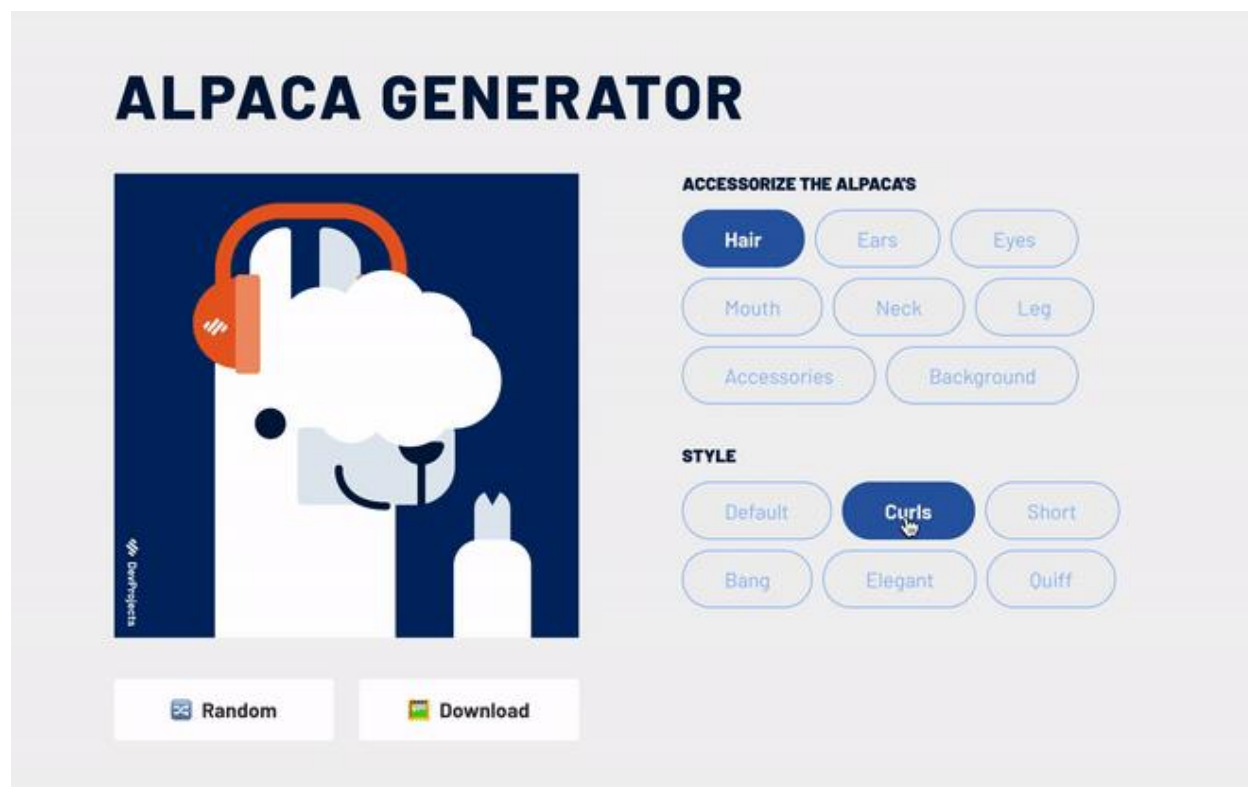 ALPACA GENERATOR
DevProjects
Random
Download
ACCESSORIZE THE ALPACA'S
Hair Ears Eyes
Mouth Neck Leg
Accessories Background
STYLE
Default Curls Short
Bang Elegant Quiff